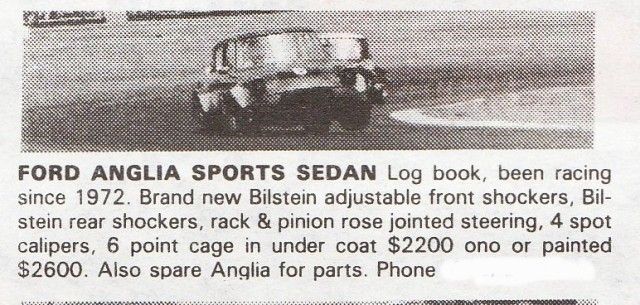 FORD ANGLIA SPORTS SEDAN Log book, been racing
since 1972. Brand new Bilstein adjustable front shockers, Bil-
stein rear shockers, rack & pinion rose jointed steering, 4 spot
calipers, 6 point cage in under coat $2200 ono or painted
$2600. Also spare Anglia for parts. Phone